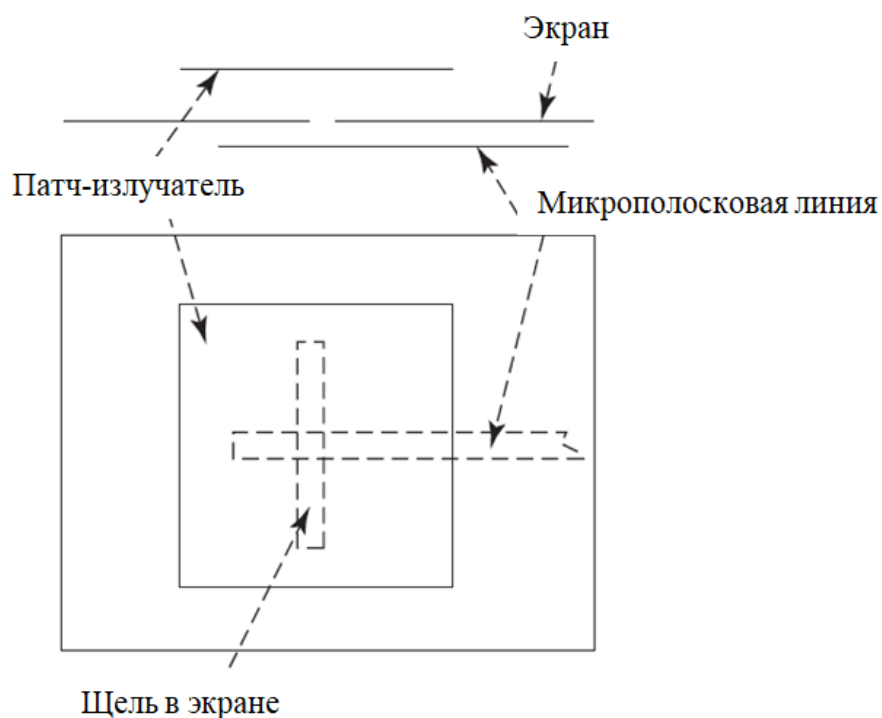 Экран
Патч-излучатель
Микрополосковая линия
Щель в экране